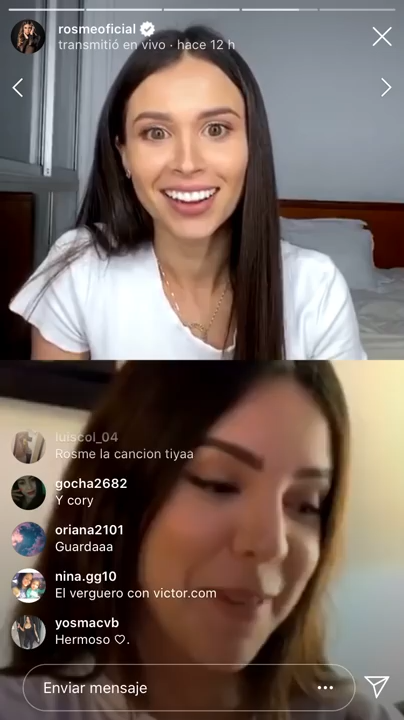 rosmeoficial
transmitió en vivo · hace 12 h
luiscol_04
Rosme la cancion tiyaa
gocha2682
Y cory
oriana2101
Guardaaa
nina.gg10
El verguero con victor.com
yosmacvb
Hermoso ♡.
Enviar mensaje